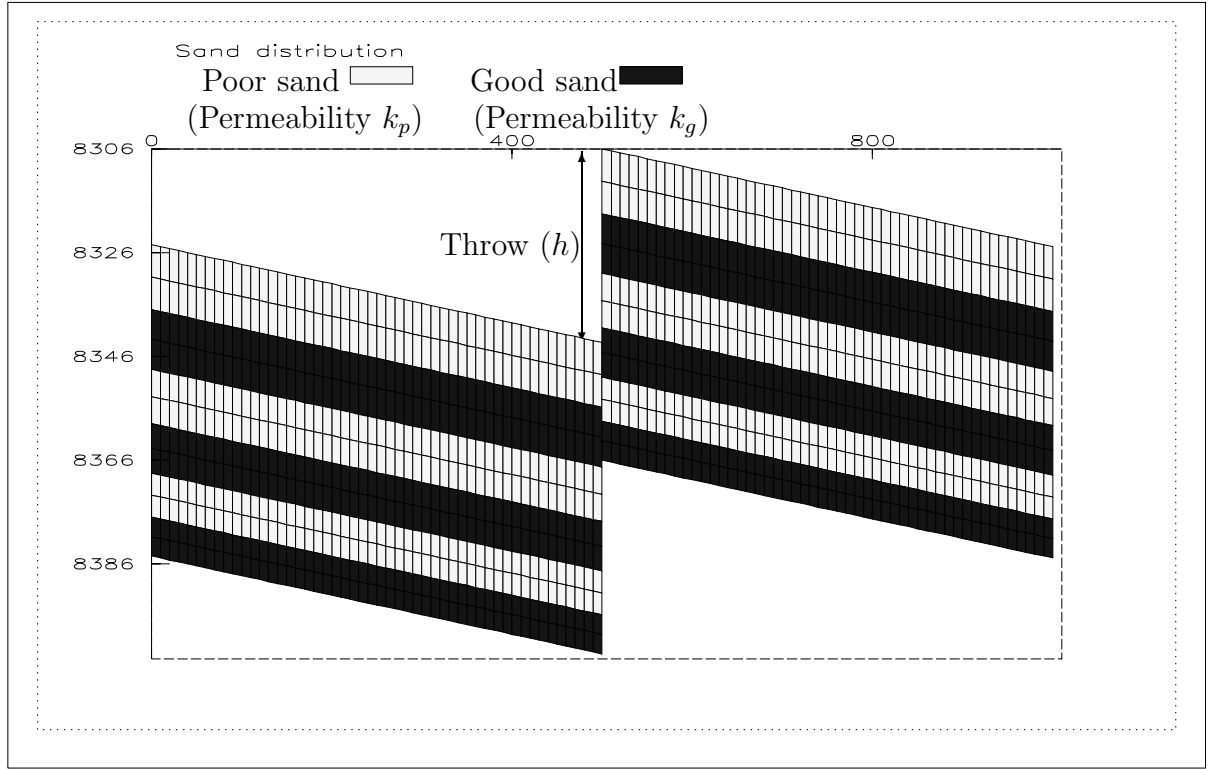 Sand distribution
Poor sand
Good sand
(Permeability k_p)
(Permeability k_g)
0
400
800
8306
Throw (h)
8326
8346
8366
8386